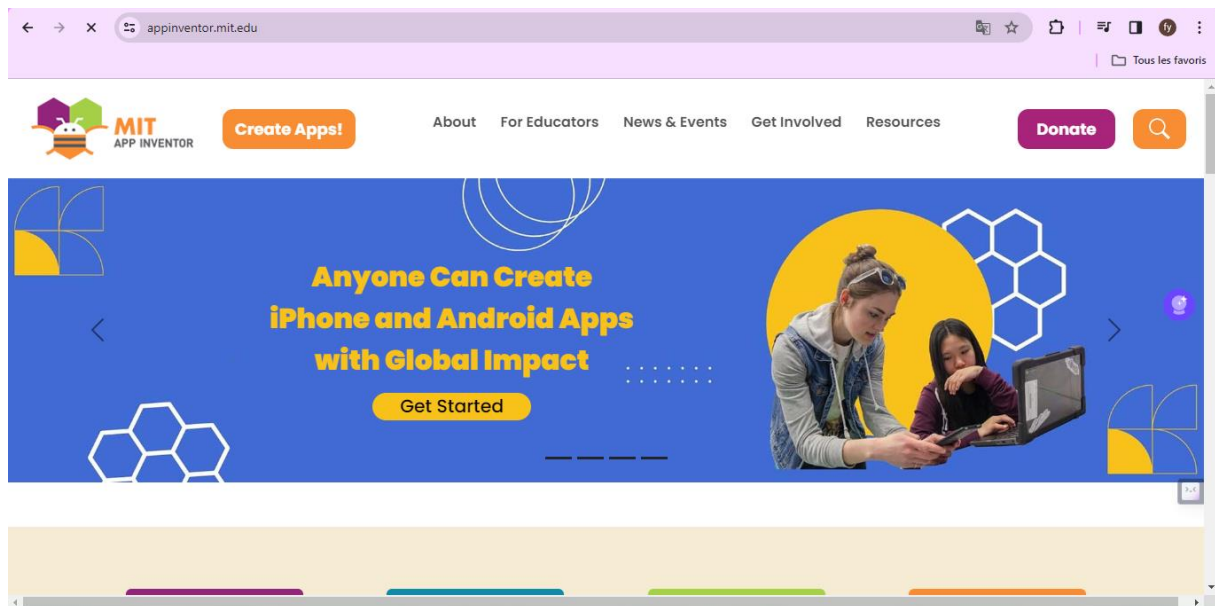 appinventor.mit.edu
fy
Tous les favoris
MIT
APP INVENTOR
Create Apps!
About
For Educators
News & Events
Get Involved
Resources
Donate
Anyone Can Create
iPhone and Android Apps
with Global Impact
Get Started